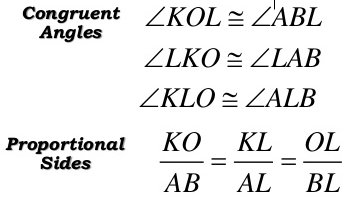 Congruent ∠KOL ≅ ∠ABL
Angles
∠LKO ≅ ∠LAB
∠KLO ≅ ∠ALB
Proportional Sides
KO/AB = KL/AL = OL/BL